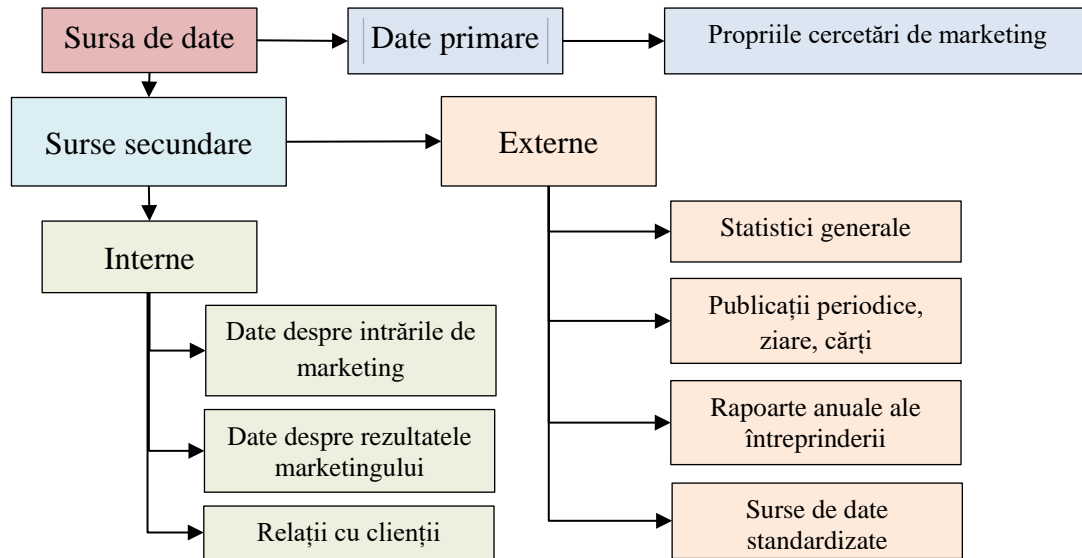 Sursa de date
Date primare
Propriile cercetări de marketing
Surse secundare
Externe
Interne
Date despre intrările de
marketing
Date despre rezultatele
marketingului
Relații cu clienții
Statistici generale
Publicații periodice,
ziare, cărți
Rapoarte anuale ale
întreprinderii
Surse de date
standardizate